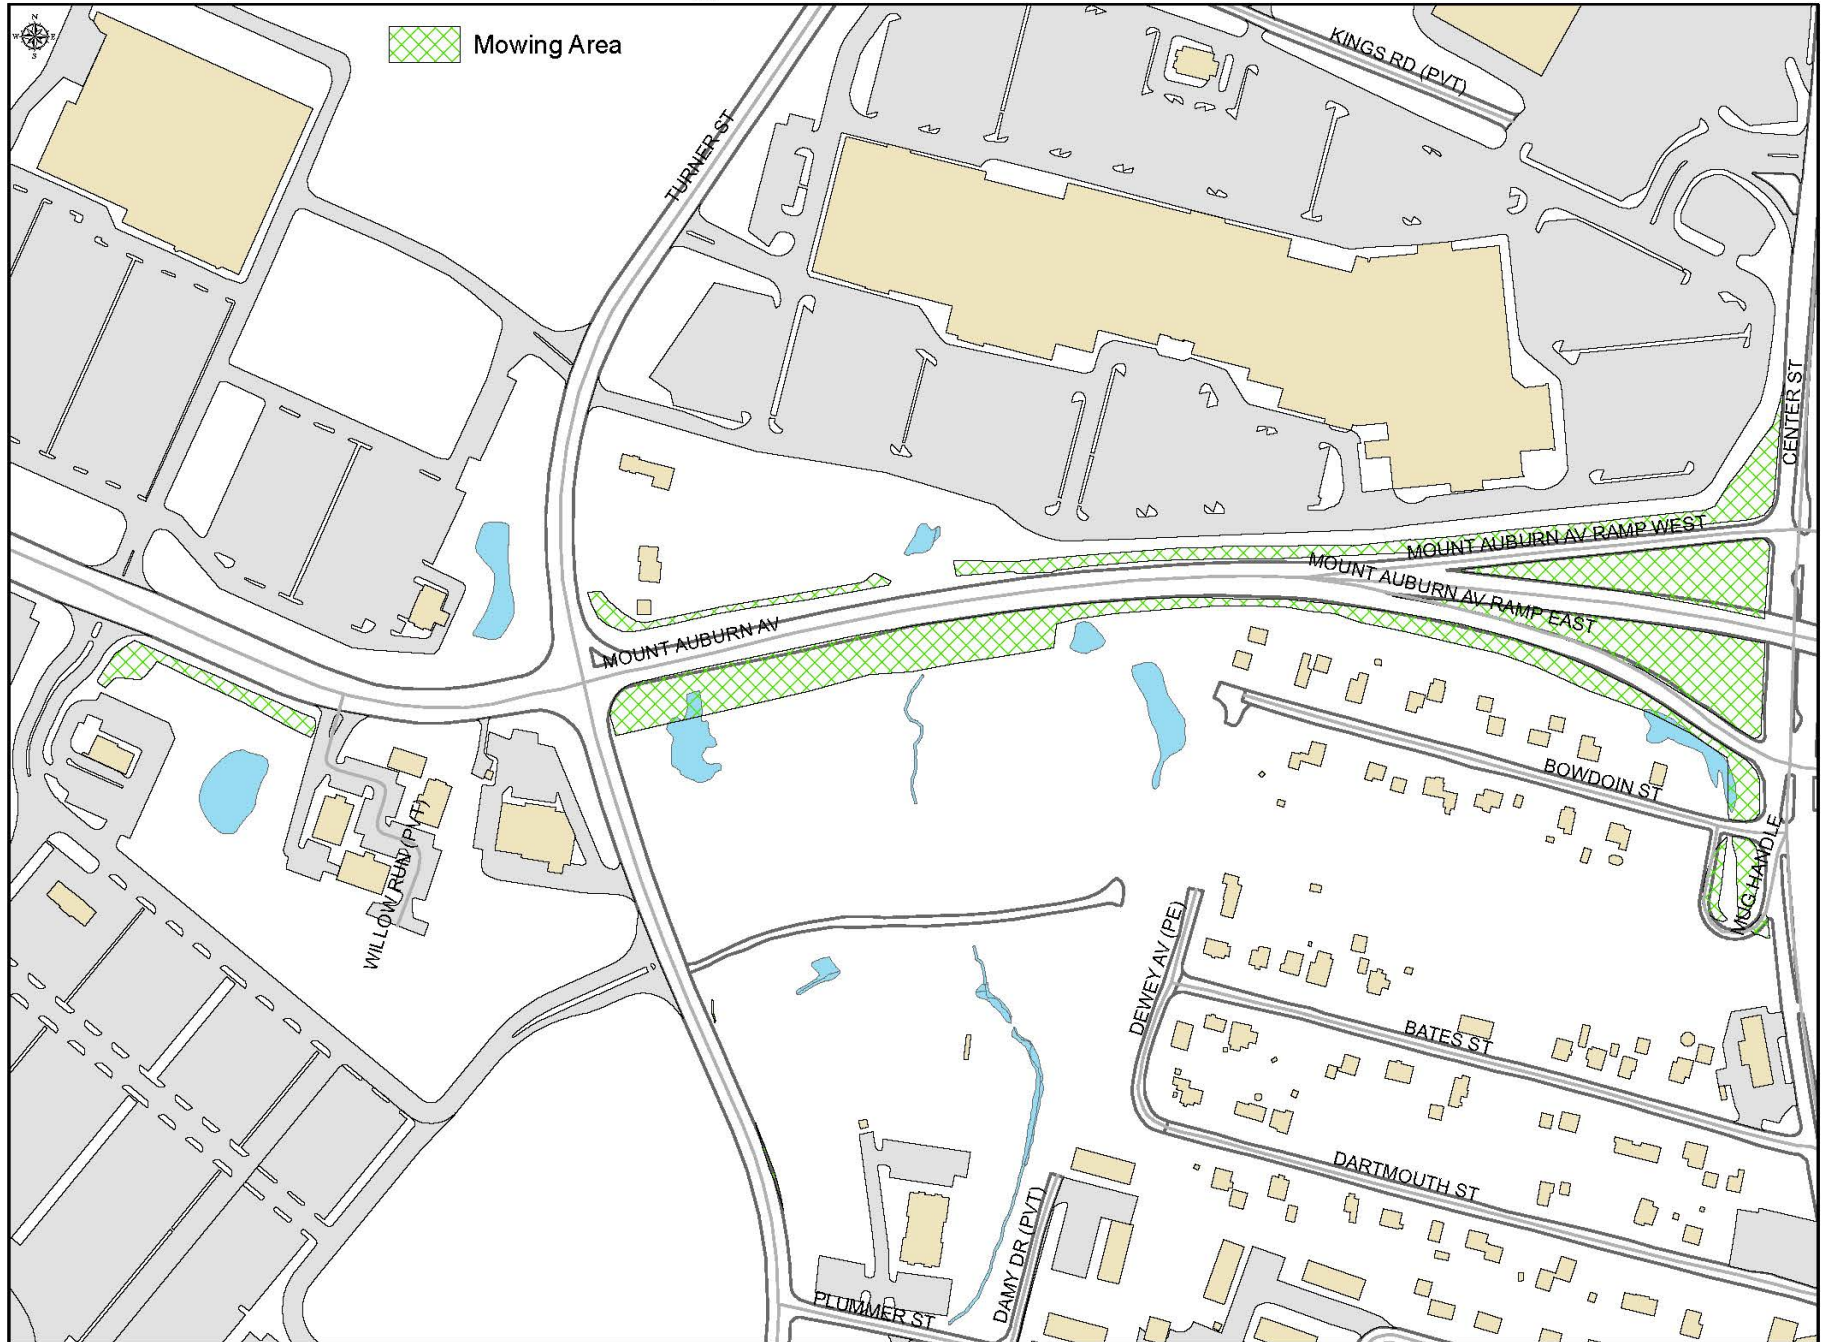 N
W E
S
Mowing Area
KINGS RD (PVT)
TURNER ST
CENTER ST
MOUNT AUBURN AV RAMP WEST
MOUNT AUBURN AV RAMP EAST
MOUNT AUBURN AV
BOWDOIN ST
MUG HANDLE
WILLOW RUN (PVT)
DEWEY AV (PE)
BATES ST
DARTMOUTH ST
DAMY DR (PVT)
PLUMMER ST